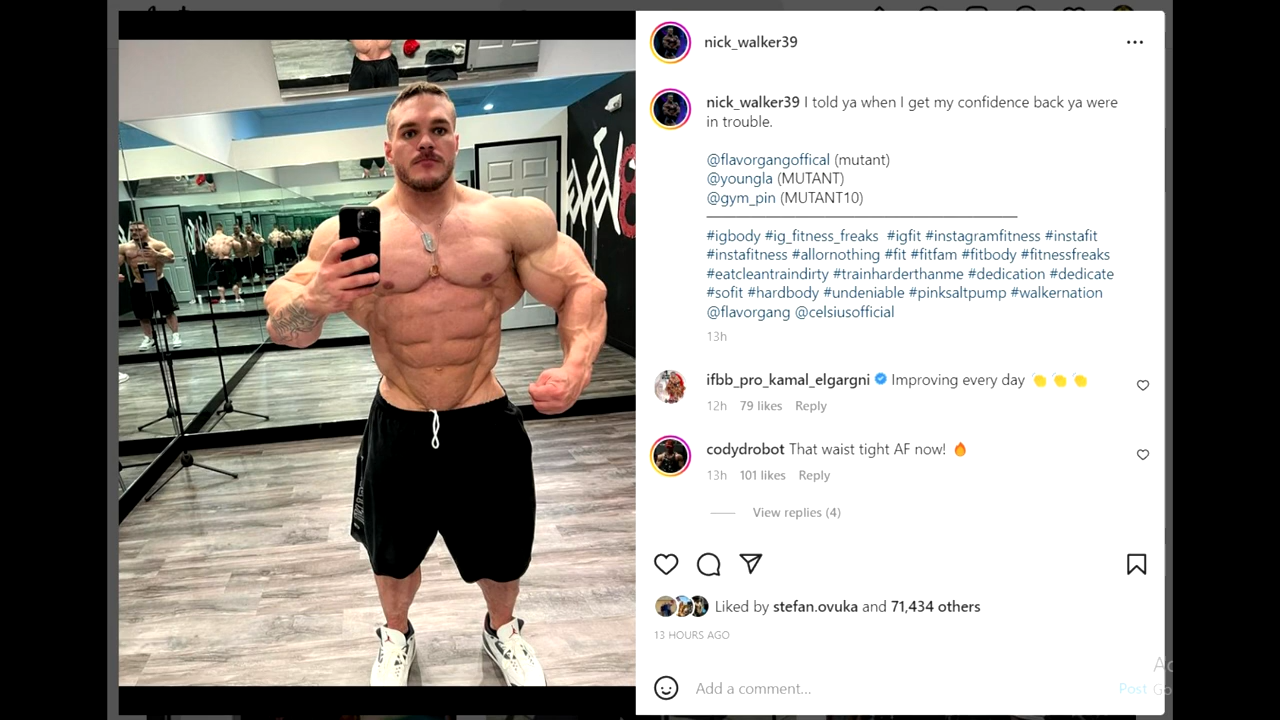 nick_walker39
nick_walker39 I told ya when I get my confidence back ya were
in trouble.
@flavorgangoffical (mutant)
@youngla (MUTANT)
@gym_pin (MUTANT10)
#igbody #ig_fitness_freaks #igfit #instagramfitness #instafit
#instafitness #allornothing #fit #fitfam #fitbody #fitnessfreaks
#eatcleantraindirty #trainharderthanme #dedication #dedicate
#sofit #hardbody #undeniable #pinksaltpump #walkernation
@flavorgang @celsiusofficial
13h
ifbb_pro_kamal_elgargni Improving every day 👏👏👏
12h 79 likes Reply
codydrobot That waist tight AF now! 🔥
13h 101 likes Reply
View replies (4)
Liked by stefan.ovuka and 71,434 others
13 HOURS AGO
Add a comment...
Post